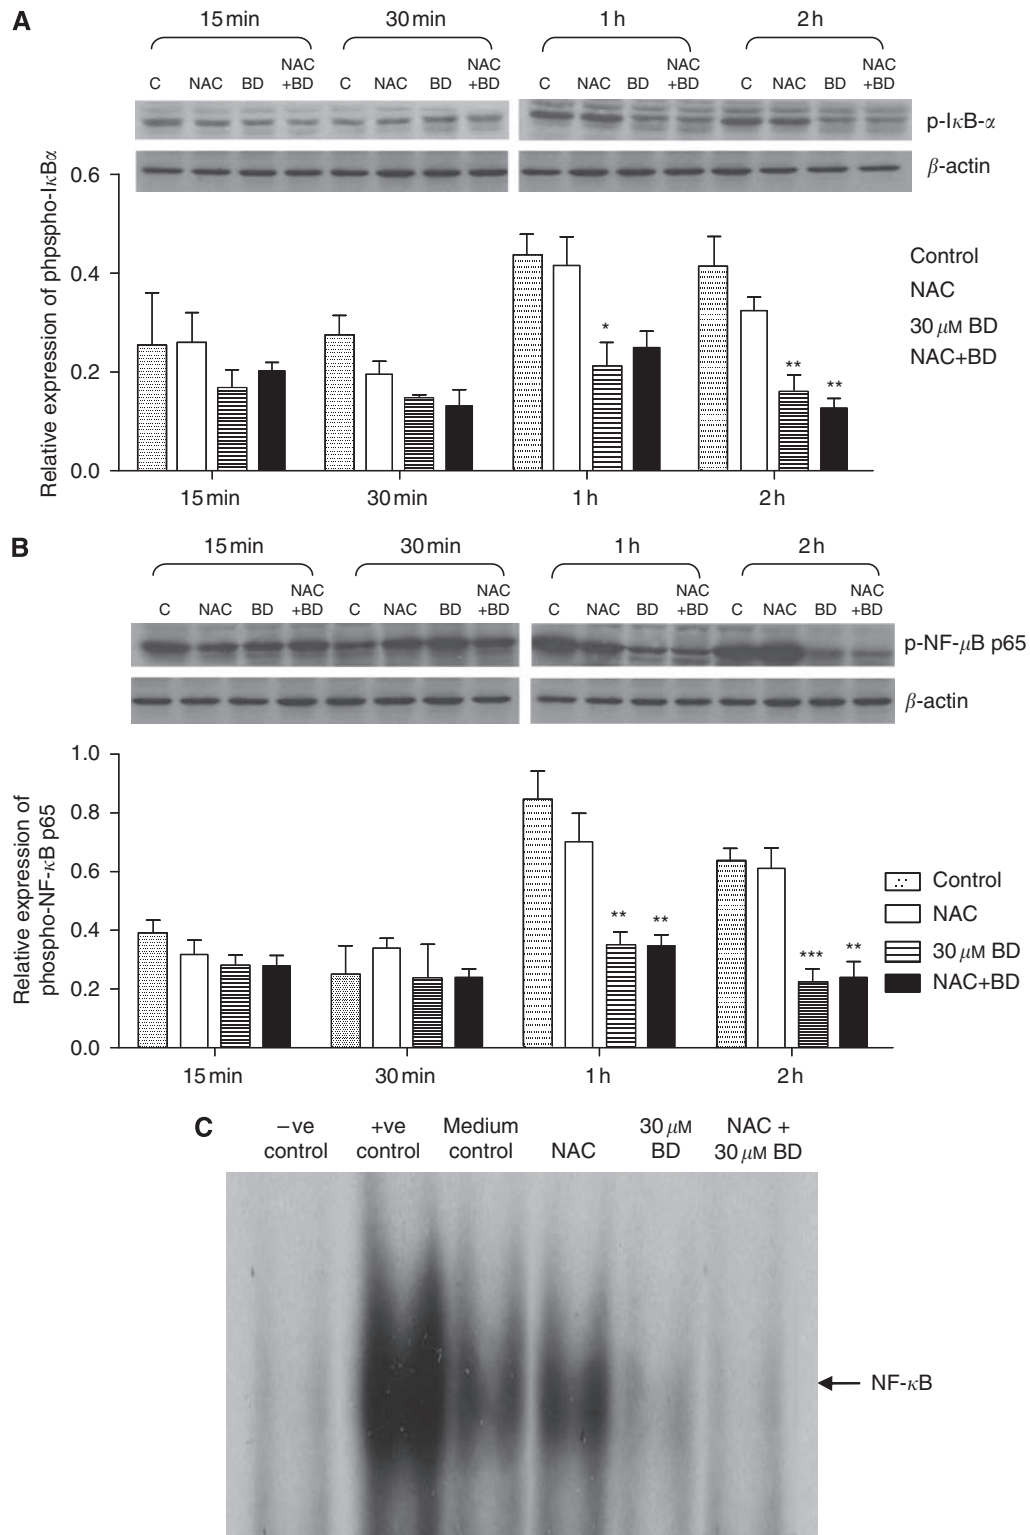 A
15 min 30 min 1 h 2 h
C NAC BD NAC +BD C NAC BD NAC +BD C NAC BD NAC +BD C NAC BD NAC +BD
p-IκB-α
β-actin
Relative expression of phpspho-IκBα
0.6
0.4
0.2
0.0
* ** **
Control
NAC
30 μM BD
NAC+BD
15 min 30 min 1 h 2 h
B
15 min 30 min 1 h 2 h
C NAC BD NAC +BD C NAC BD NAC +BD C NAC BD NAC +BD C NAC BD NAC +BD
p-NF-μB p65
β-actin
Relative expression of
phospho-NF-κB p65
1.0
0.8
0.6
0.4
0.2
0.0
** ** *** **
Control
NAC
30 μM BD
NAC+BD
15 min 30 min 1 h 2 h
C
–ve control
+ve control
Medium control
NAC
30 μM BD
NAC + 30 μM BD
NF-κB